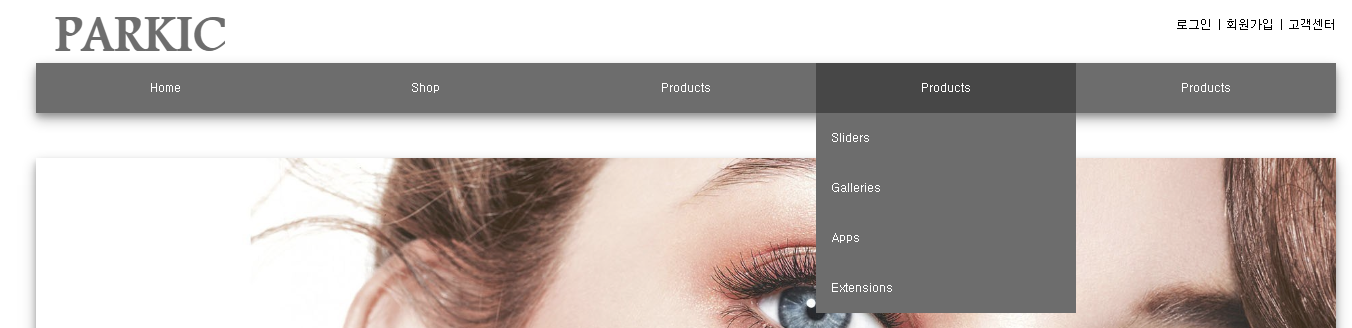 PARKIC
로그인 | 회원가입 | 고객센터
Home Shop Products Products Products
Sliders
Galleries
Apps
Extensions